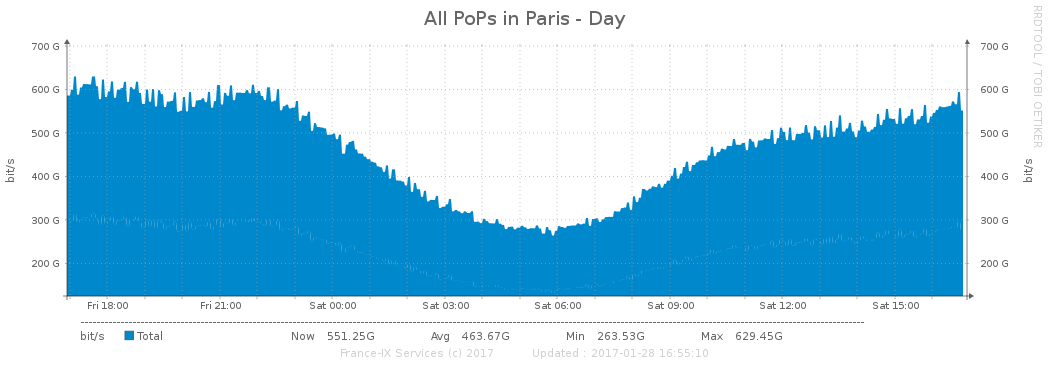 All PoPs in Paris - Day
RRDTOOL / TOBI OETIKER
bit/s
bit/s
700 G
700 G
600 G
600 G
500 G
500 G
400 G
400 G
300 G
300 G
200 G
200 G
Fri 18:00 Fri 21:00 Sat 00:00 Sat 03:00 Sat 06:00 Sat 09:00 Sat 12:00 Sat 15:00
bit/s Total Now 551.25G Avg 463.67G Min 263.53G Max 629.45G
France-IX Services (c) 2017 Updated : 2017-01-28 16:55:10